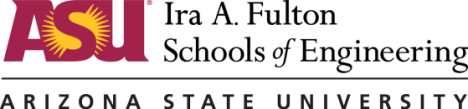 ASU Ira A. Fulton
Schools of Engineering
ARIZONA STATE UNIVERSITY